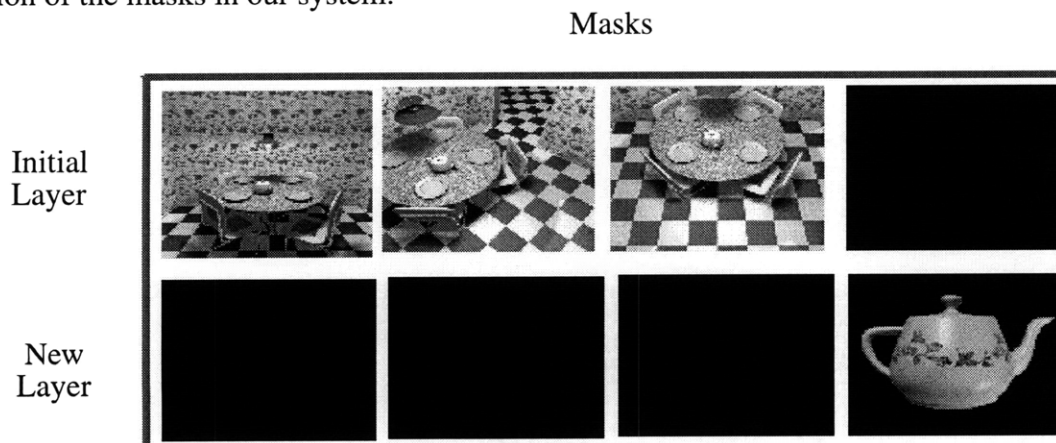 ion of the masks in our system.
Masks
Initial
Layer
New
Layer